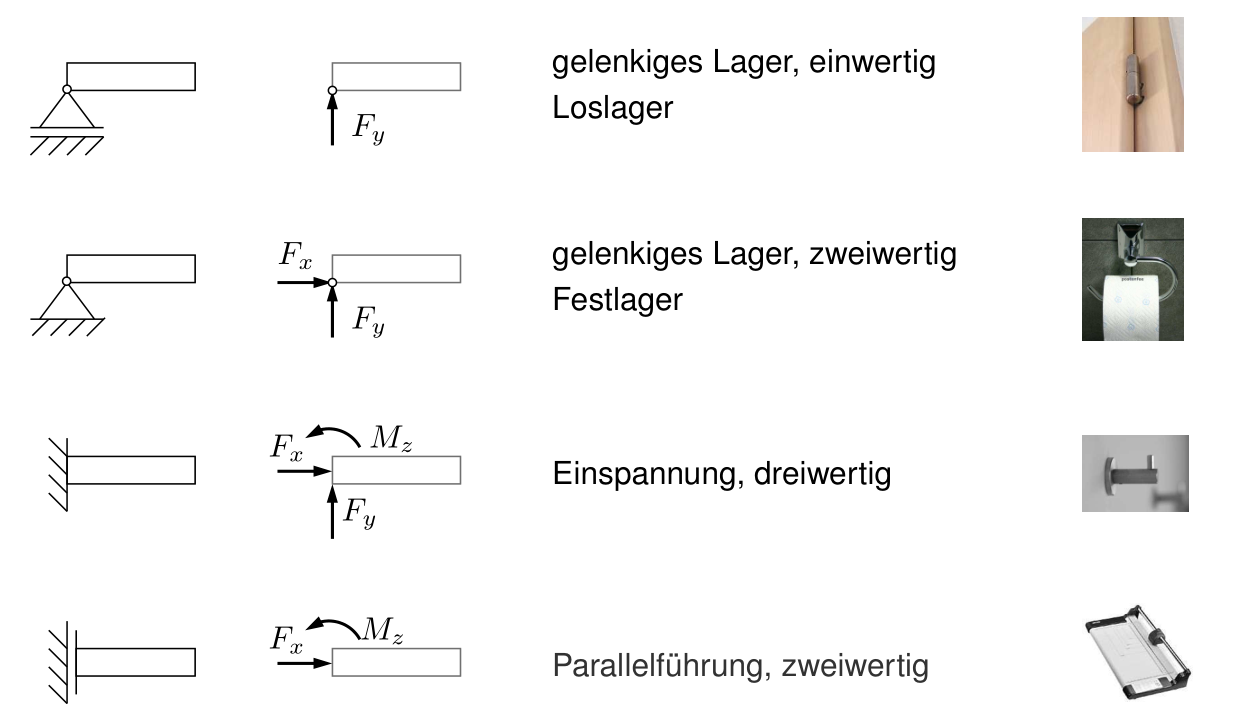 gelenkiges Lager, einwertig
Loslager
F_y
gelenkiges Lager, zweiwertig
Festlager
F_x
F_y
Einspannung, dreiwertig
F_x
M_z
F_y
Parallelführung, zweiwertig
F_x
M_z